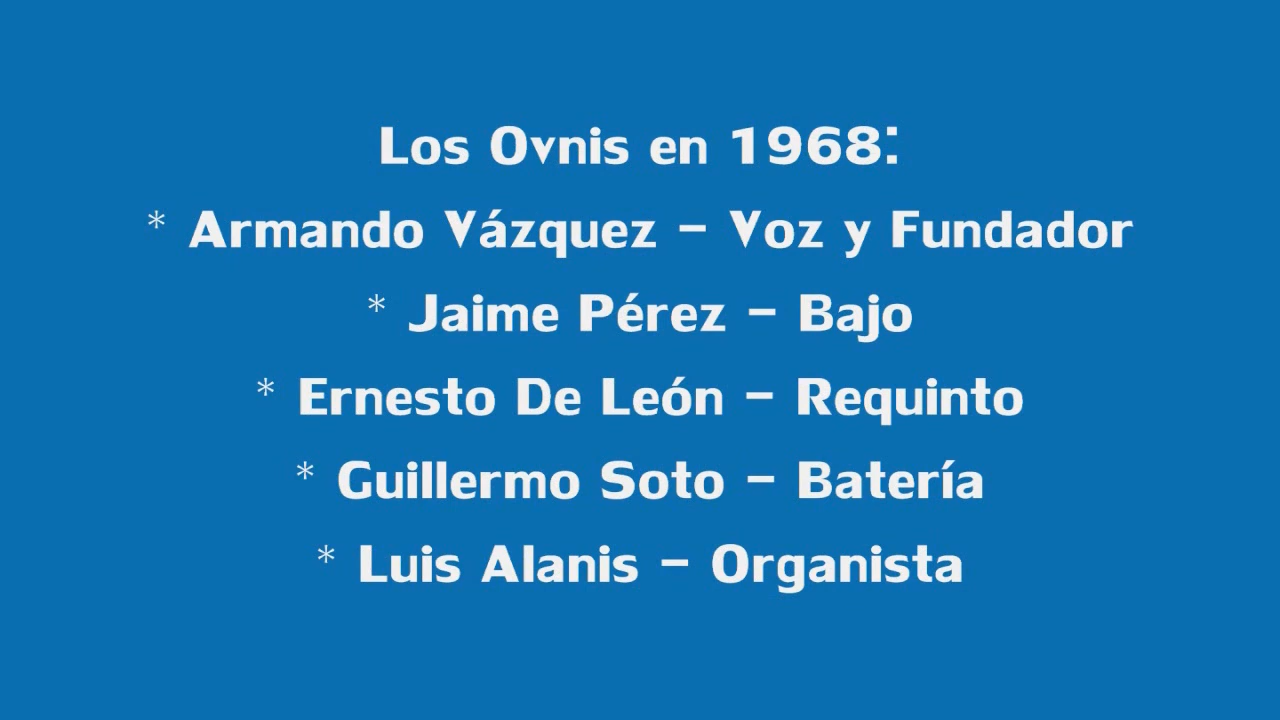 Los Ovnis en 1968:
* Armando Vázquez – Voz y Fundador
* Jaime Pérez – Bajo
* Ernesto De León – Requinto
* Guillermo Soto – Batería
* Luis Alanis – Organista